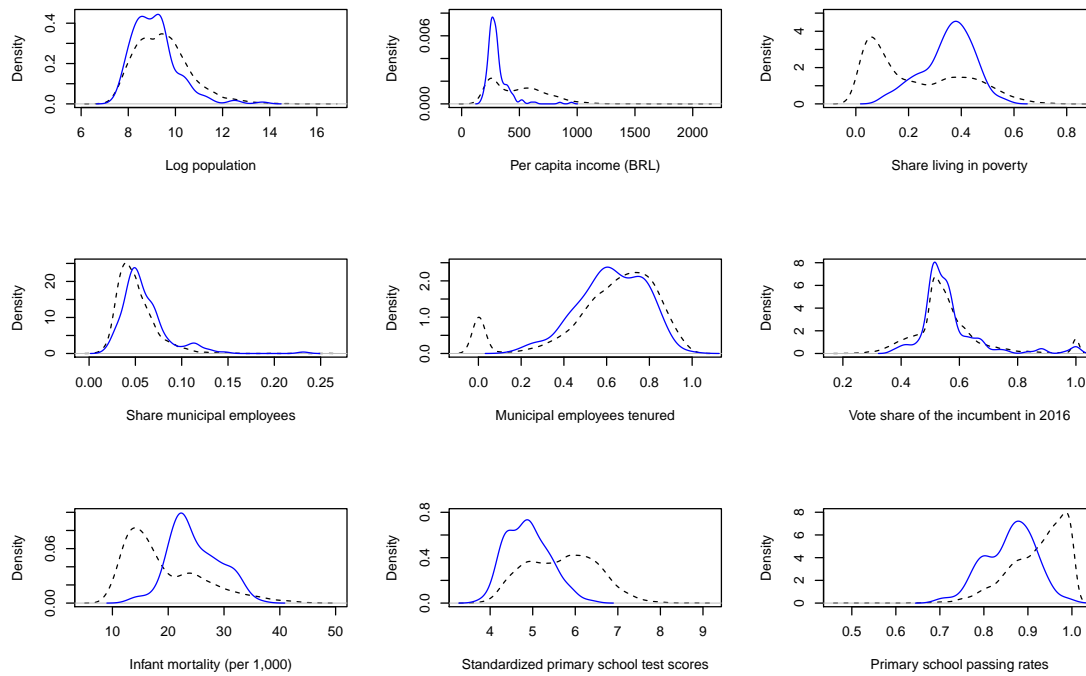 Density
0.0 0.2 0.4
6 8 10 12 14 16
Log population
Density
0.000 0.006
0 500 1000 1500 2000
Per capita income (BRL)
Density
0 2 4
0.0 0.2 0.4 0.6 0.8
Share living in poverty
Density
0 10 20
0.00 0.05 0.10 0.15 0.20 0.25
Share municipal employees
Density
0.0 1.0 2.0
0.0 0.2 0.4 0.6 0.8 1.0
Municipal employees tenured
Density
0 2 4 6 8
0.2 0.4 0.6 0.8 1.0
Vote share of the incumbent in 2016
Density
0.00 0.06
10 20 30 40 50
Infant mortality (per 1,000)
Density
0.0 0.4 0.8
4 5 6 7 8 9
Standardized primary school test scores
Density
0 2 4 6 8
0.5 0.6 0.7 0.8 0.9 1.0
Primary school passing rates